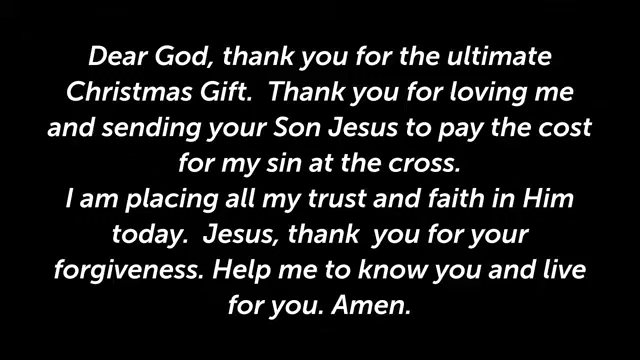 Dear God, thank you for the ultimate
Christmas Gift.  Thank you for loving me
and sending your Son Jesus to pay the cost
for my sin at the cross.
I am placing all my trust and faith in Him
today.  Jesus, thank  you for your
forgiveness. Help me to know you and live
for you. Amen.